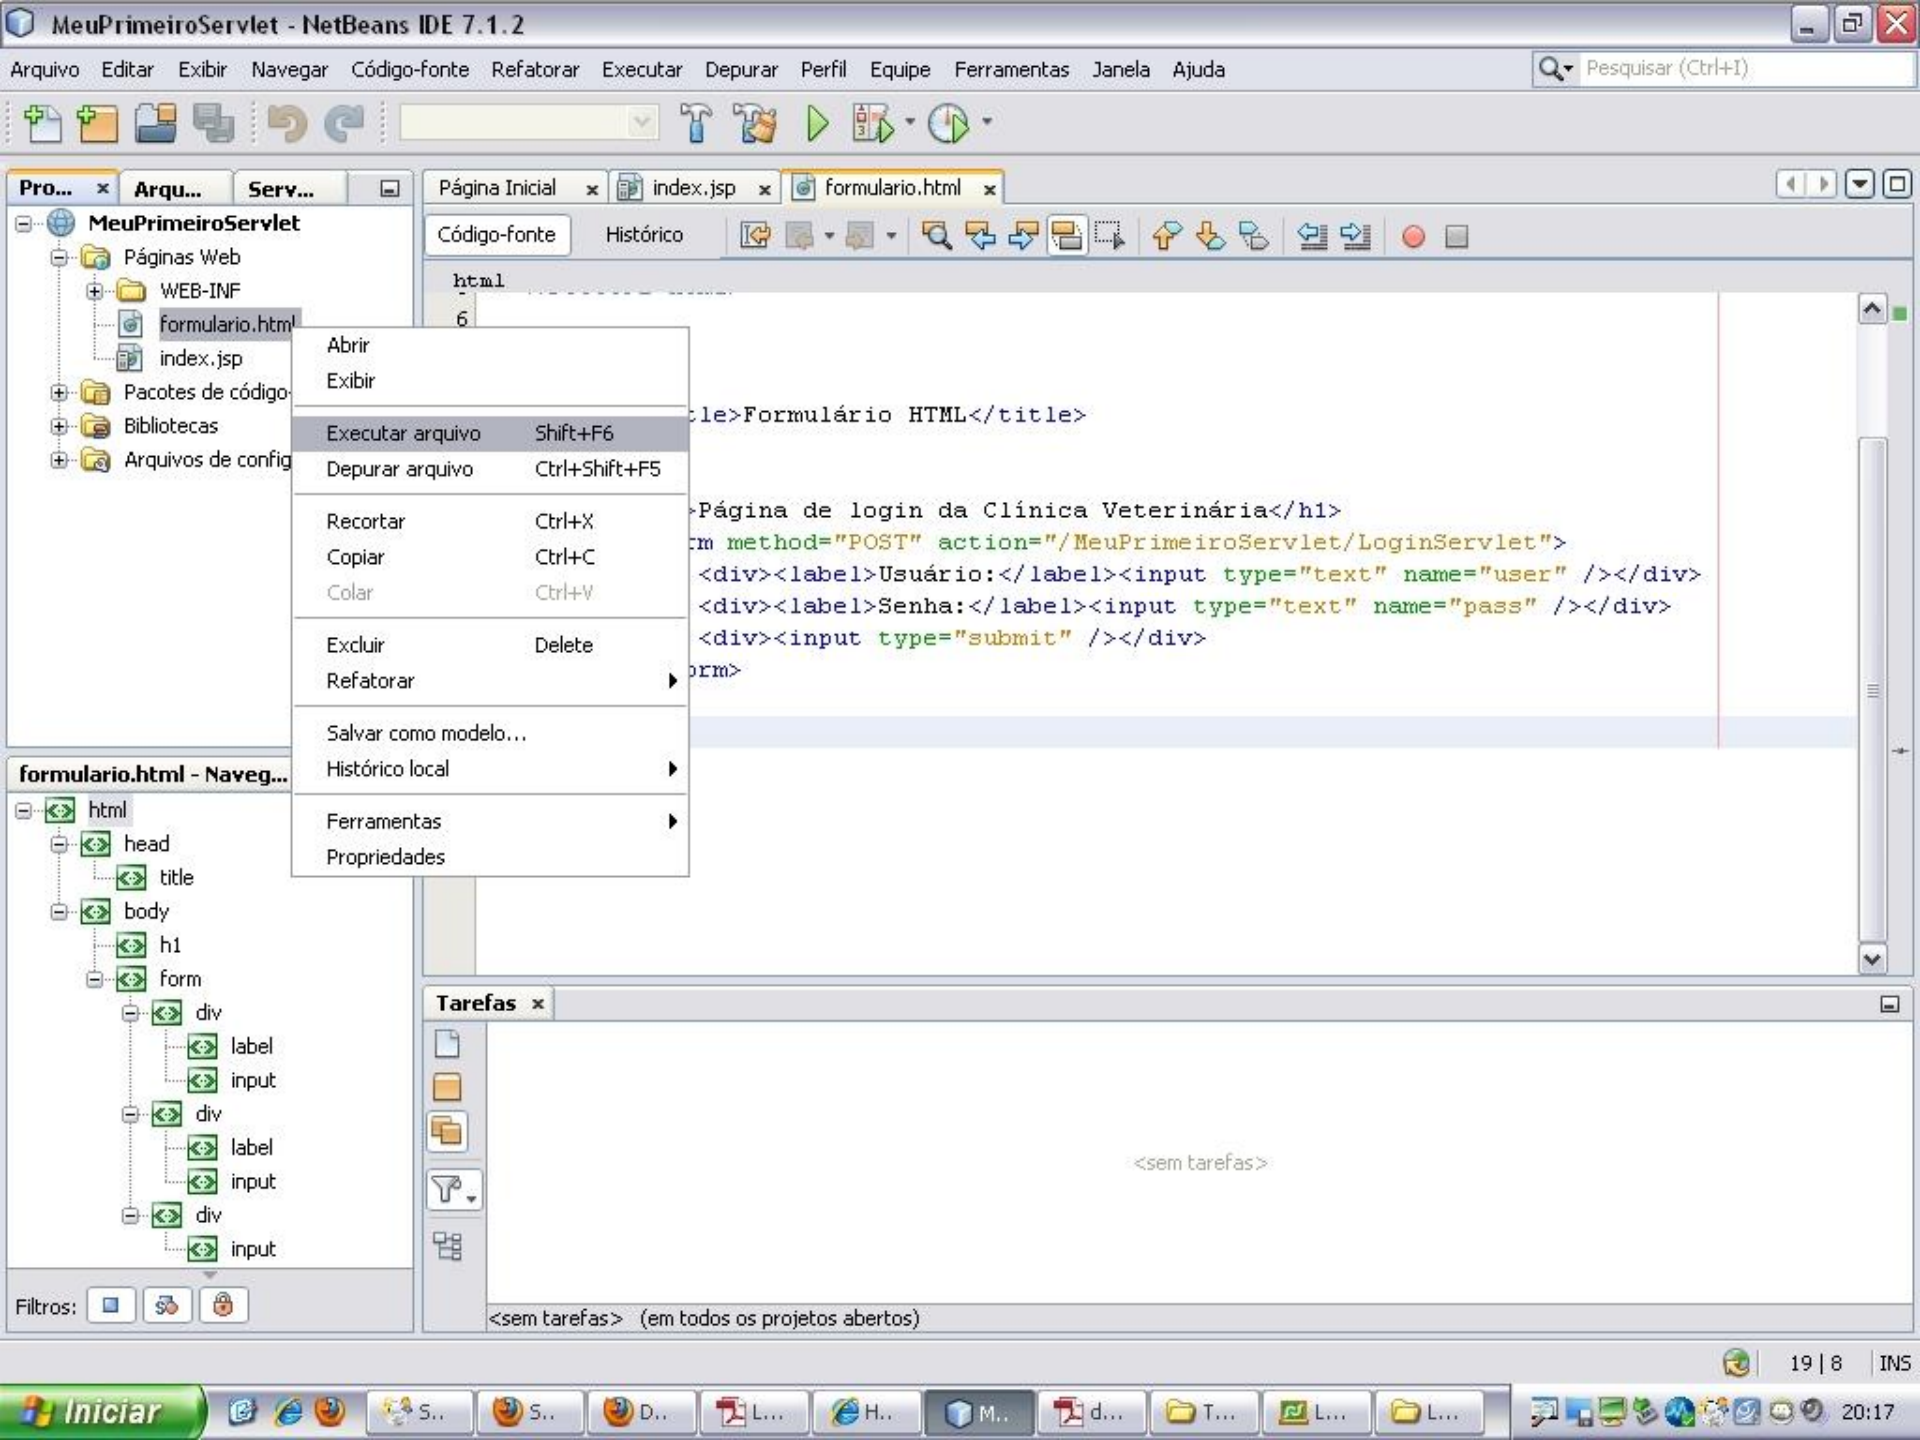 MeuPrimeiroServlet - NetBeans IDE 7.1.2
Arquivo Editar Exibir Navegar Código-fonte Refatorar Executar Depurar Perfil Equipe Ferramentas Janela Ajuda
Pesquisar (Ctrl+I)
Pro... Arqu... Serv...
MeuPrimeiroServlet
Páginas Web
WEB-INF
formulario.html
index.jsp
Pacotes de código-
Bibliotecas
Arquivos de config
Página Inicial index.jsp formulario.html
Código-fonte Histórico
html
6
tle>Formulário HTML</title>
>Página de login da Clínica Veterinária</h1>
rm method="POST" action="/MeuPrimeiroServlet/LoginServlet">
<div><label>Usuário:</label><input type="text" name="user" /></div>
<div><label>Senha:</label><input type="text" name="pass" /></div>
<div><input type="submit" /></div>
orm>
Abrir
Exibir
Executar arquivo Shift+F6
Depurar arquivo Ctrl+Shift+F5
Recortar Ctrl+X
Copiar Ctrl+C
Colar Ctrl+V
Excluir Delete
Refatorar
Salvar como modelo...
Histórico local
Ferramentas
Propriedades
formulario.html - Naveg...
html
head
title
body
h1
form
div
label
input
div
label
input
div
input
Filtros:
Tarefas
<sem tarefas>
<sem tarefas> (em todos os projetos abertos)
19 | 8 INS
Iniciar S.. S.. D.. L... H.. M.. d... T... L... L... 20:17